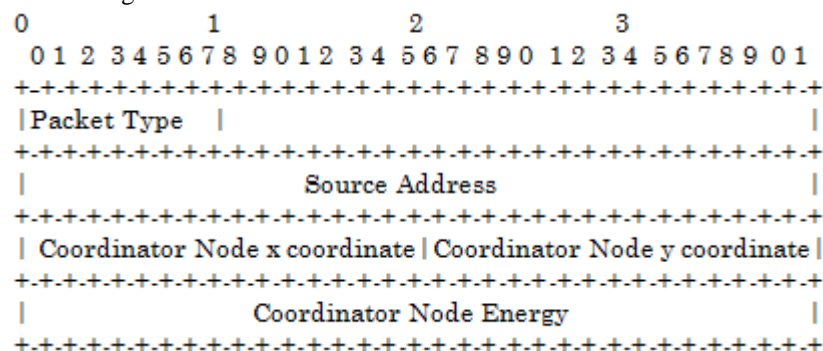 0 1 2 3
0 1 2 3 4 5 6 7 8 9 0 1 2 3 4 5 6 7 8 9 0 1 2 3 4 5 6 7 8 9 0 1
+-+-+-+-+-+-+-+-+-+-+-+-+-+-+-+-+-+-+-+-+-+-+-+-+-+-+-+-+-+-+-+-+
|Packet Type | |
+-+-+-+-+-+-+-+-+-+-+-+-+-+-+-+-+-+-+-+-+-+-+-+-+-+-+-+-+-+-+-+-+
| Source Address |
+-+-+-+-+-+-+-+-+-+-+-+-+-+-+-+-+-+-+-+-+-+-+-+-+-+-+-+-+-+-+-+-+
| Coordinator Node x coordinate | Coordinator Node y coordinate |
+-+-+-+-+-+-+-+-+-+-+-+-+-+-+-+-+-+-+-+-+-+-+-+-+-+-+-+-+-+-+-+-+
| Coordinator Node Energy |
+-+-+-+-+-+-+-+-+-+-+-+-+-+-+-+-+-+-+-+-+-+-+-+-+-+-+-+-+-+-+-+-+